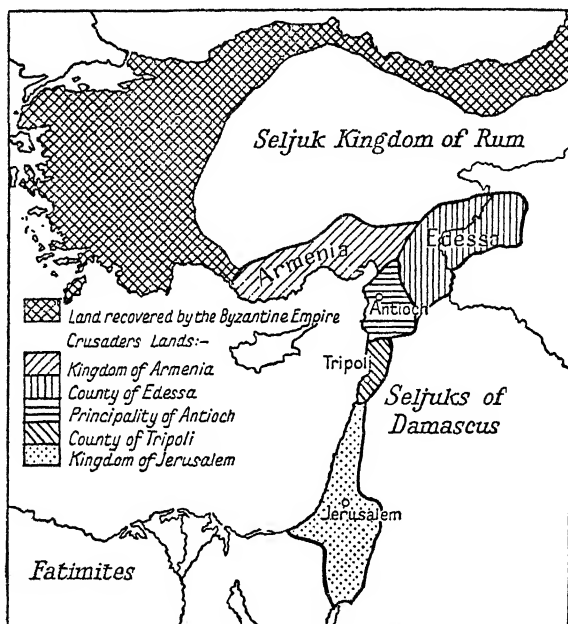 Seljuk Kingdom of Rum
Armenia
Edessa
Antioch
Land recovered by the Byzantine Empire
Crusaders Lands:–
Kingdom of Armenia
County of Edessa
Principality of Antioch
County of Tripoli
Kingdom of Jerusalem
Tripoli
Seljuks of
Damascus
Jerusalem
Fatimites